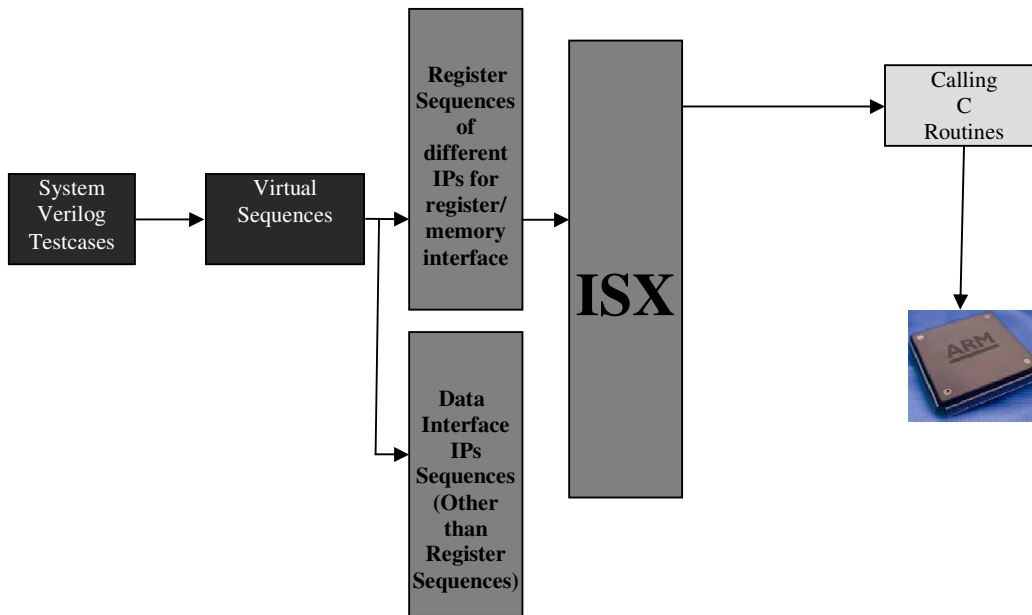 System
Verilog
Testcases
Virtual
Sequences
Register
Sequences
of
different
IPs for
register/
memory
interface
Data
Interface
IPs
Sequences
(Other
than
Register
Sequences)
ISX
Calling
C
Routines
ARM